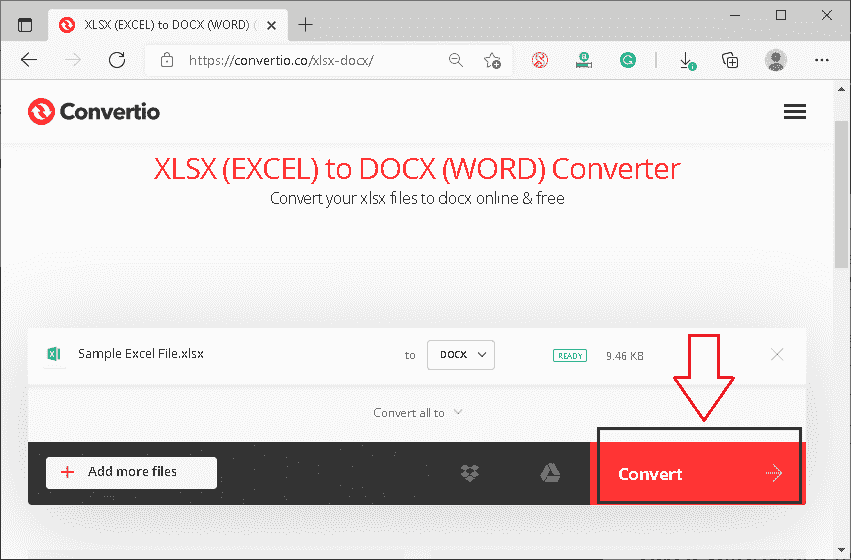 XLSX (EXCEL) to DOCX (WORD) (
https://convertio.co/xlsx-docx/
Convertio
XLSX (EXCEL) to DOCX (WORD) Converter
Convert your xlsx files to docx online & free
Sample Excel File.xlsx to DOCX READY 9.46 KB
Convert all to
Add more files Convert